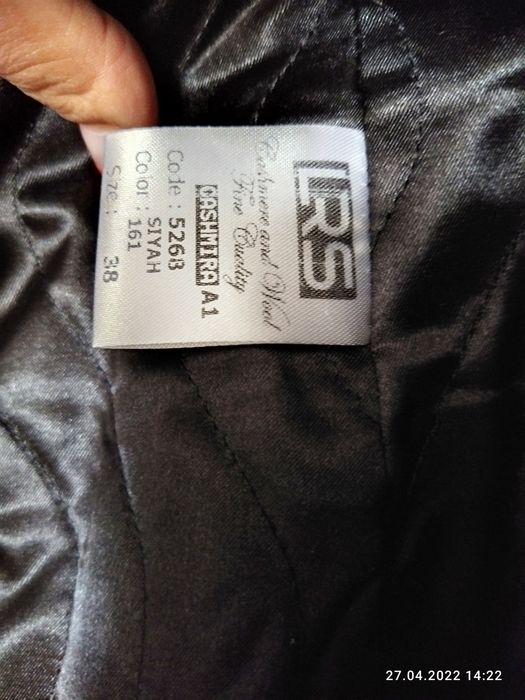 IRS
Cashmere and Wool
Fine Quality
CASHMIRA A1
Code : 5268
Color : SIYAH
161
Size : 38
27.04.2022 14:22